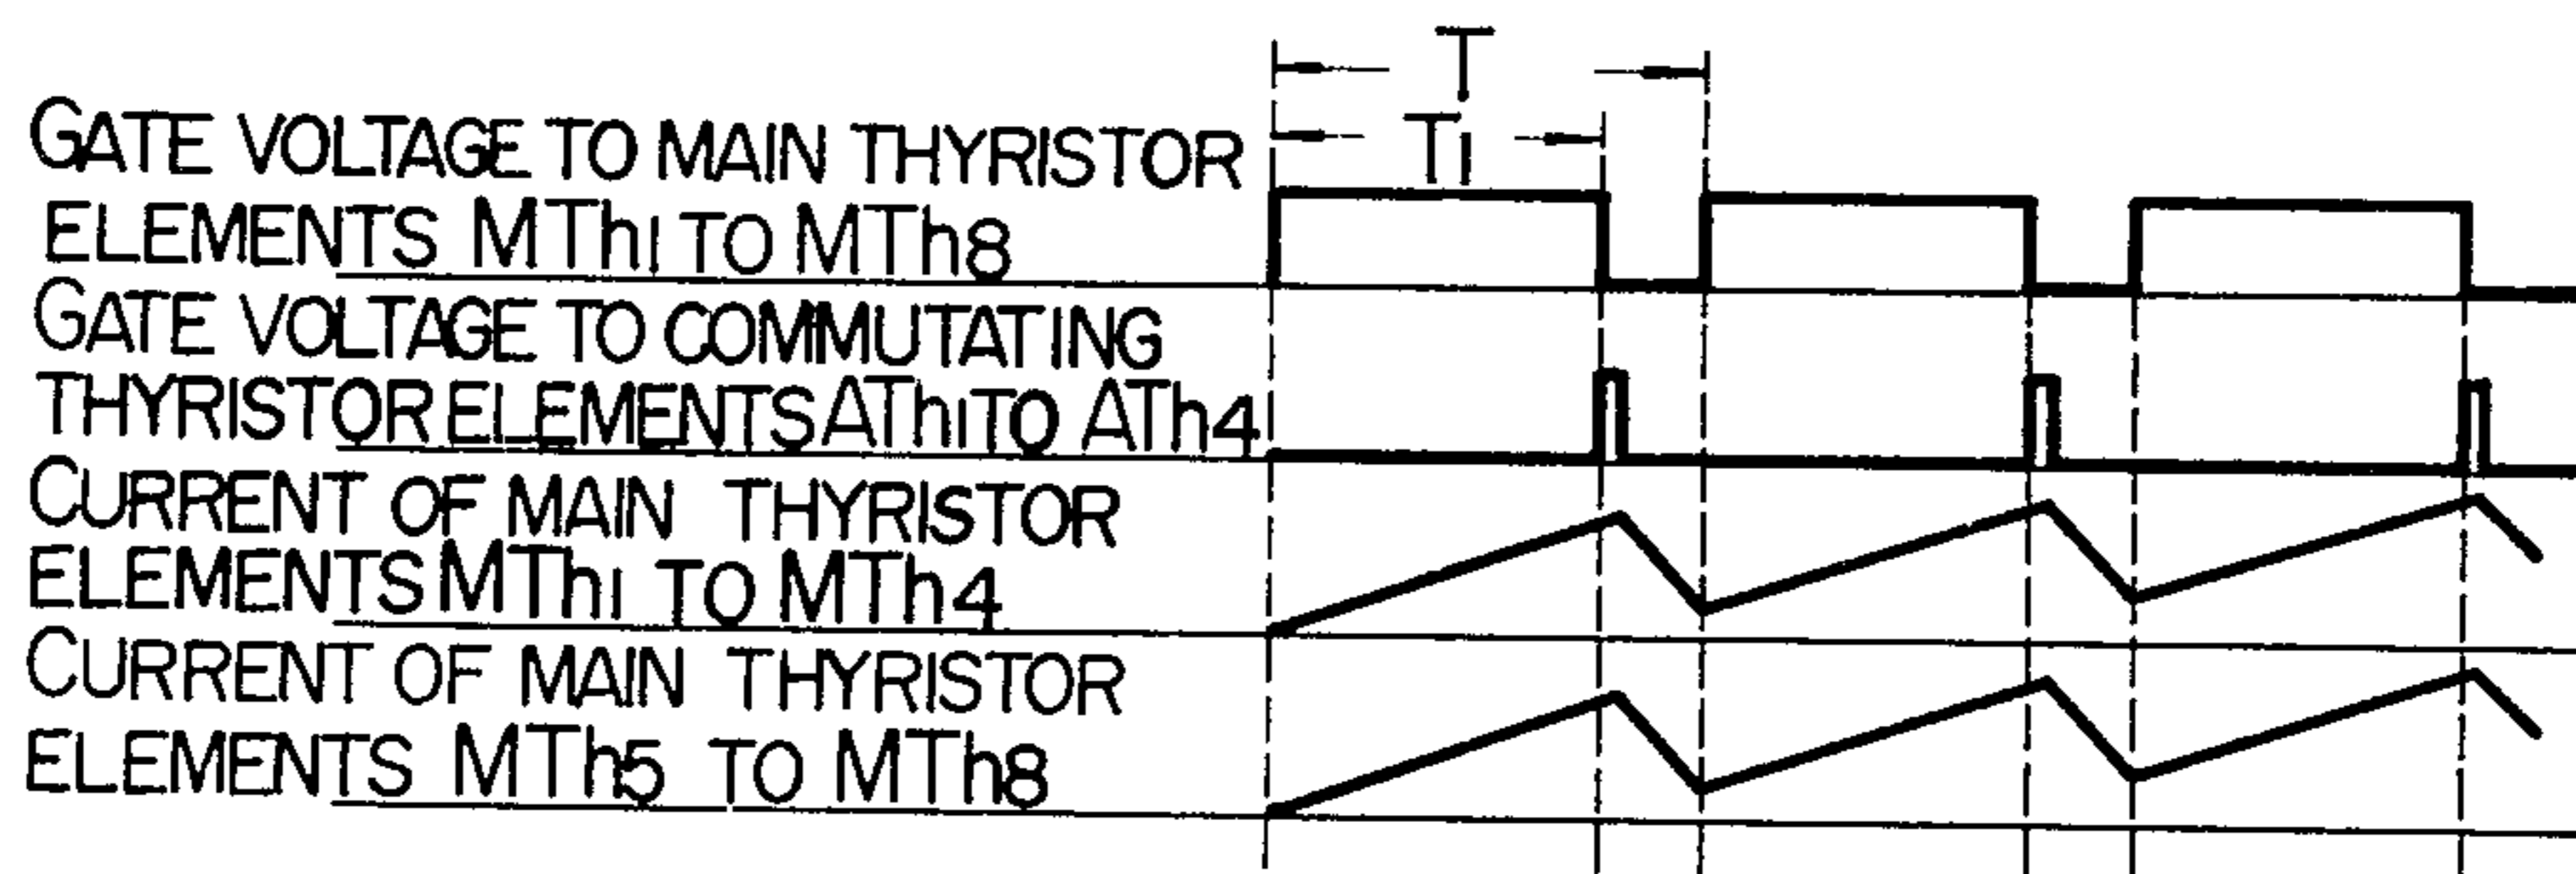 T
T1
GATE VOLTAGE TO MAIN THYRISTOR
ELEMENTS MTh1 TO MTh8
GATE VOLTAGE TO COMMUTATING
THYRISTOR ELEMENTS ATh1 TO ATh4
CURRENT OF MAIN THYRISTOR
ELEMENTS MTh1 TO MTh4
CURRENT OF MAIN THYRISTOR
ELEMENTS MTh5 TO MTh8